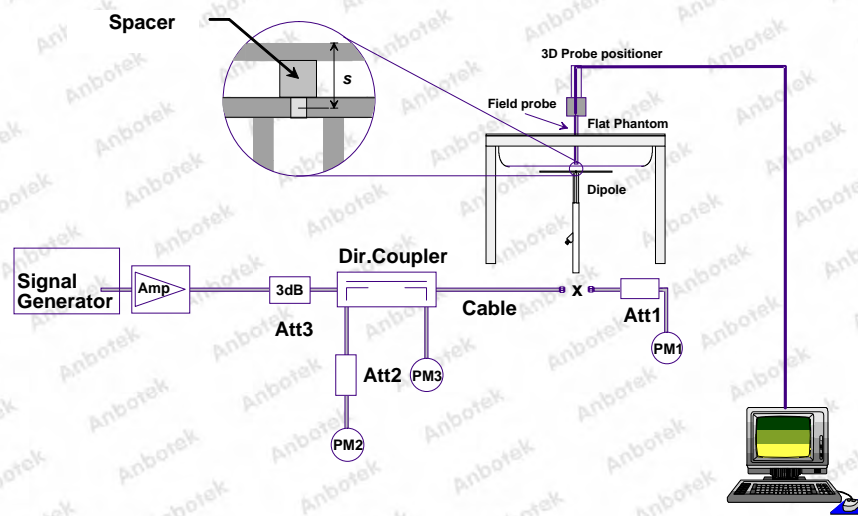 Spacer
s
3D Probe positioner
Field probe
Flat Phantom
Dipole
Signal
Generator
Amp
3dB
Att3
Dir.Coupler
Cable
x
Att1
PM1
Att2
PM3
PM2
Anbotek